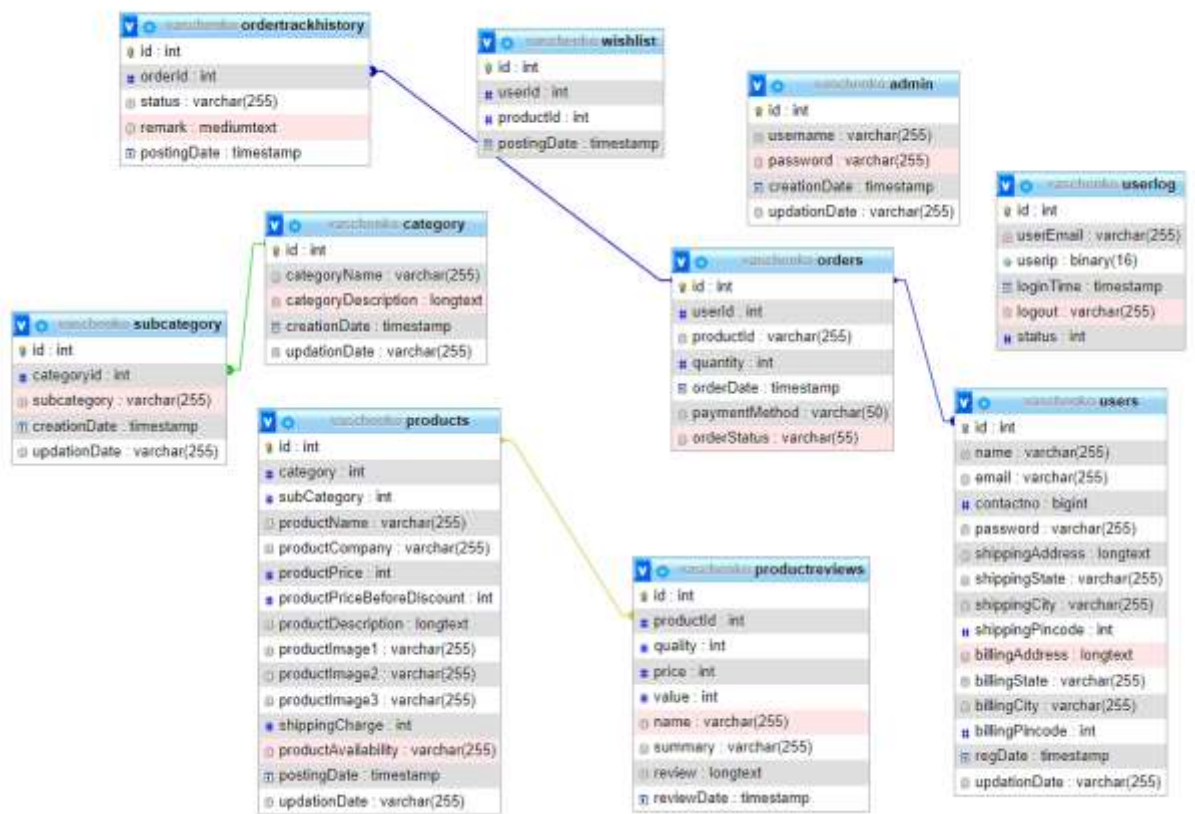 vaschenko ordertrackhistory
id : int
orderId : int
status : varchar(255)
remark : mediumtext
postingDate : timestamp
vaschenko wishlist
id : int
userId : int
productId : int
postingDate : timestamp
vaschenko admin
id : int
username : varchar(255)
password : varchar(255)
creationDate : timestamp
updationDate : varchar(255)
vaschenko userlog
id : int
userEmail : varchar(255)
userip : binary(16)
loginTime : timestamp
logout : varchar(255)
status : int
vaschenko category
id : int
categoryName : varchar(255)
categoryDescription : longtext
creationDate : timestamp
updationDate : varchar(255)
vaschenko subcategory
id : int
categoryid : int
subcategory : varchar(255)
creationDate : timestamp
updationDate : varchar(255)
vaschenko orders
id : int
userId : int
productId : varchar(255)
quantity : int
orderDate : timestamp
paymentMethod : varchar(50)
orderStatus : varchar(55)
vaschenko products
id : int
category : int
subCategory : int
productName : varchar(255)
productCompany : varchar(255)
productPrice : int
productPriceBeforeDiscount : int
productDescription : longtext
productImage1 : varchar(255)
productImage2 : varchar(255)
productImage3 : varchar(255)
shippingCharge : int
productAvailability : varchar(255)
postingDate : timestamp
updationDate : varchar(255)
vaschenko productreviews
id : int
productId : int
quality : int
price : int
value : int
name : varchar(255)
summary : varchar(255)
review : longtext
reviewDate : timestamp
vaschenko users
id : int
name : varchar(255)
email : varchar(255)
contactno : bigint
password : varchar(255)
shippingAddress : longtext
shippingState : varchar(255)
shippingCity : varchar(255)
shippingPincode : int
billingAddress : longtext
billingState : varchar(255)
billingCity : varchar(255)
billingPincode : int
regDate : timestamp
updationDate : varchar(255)